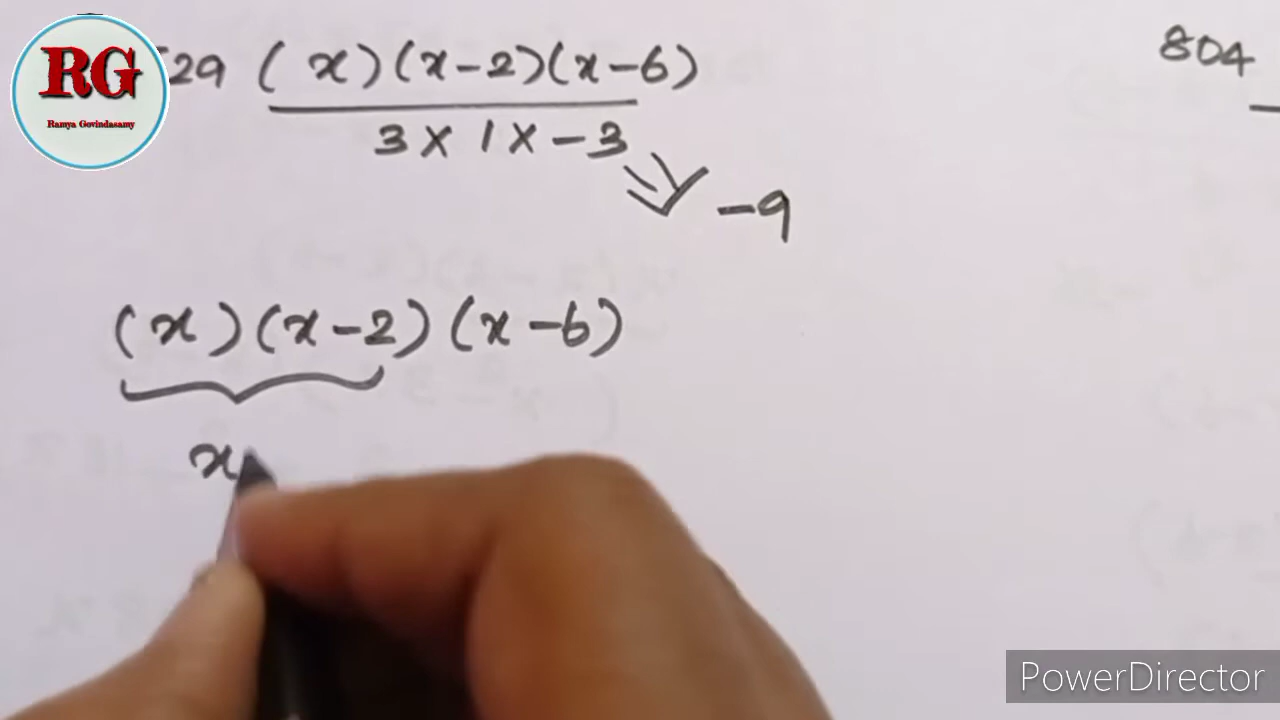 RG
Ramya Govindasamy
29 (x)(x-2)(x-6)
3 x 1 x -3
-9
804
(x)(x-2)(x-6)
x
PowerDirector